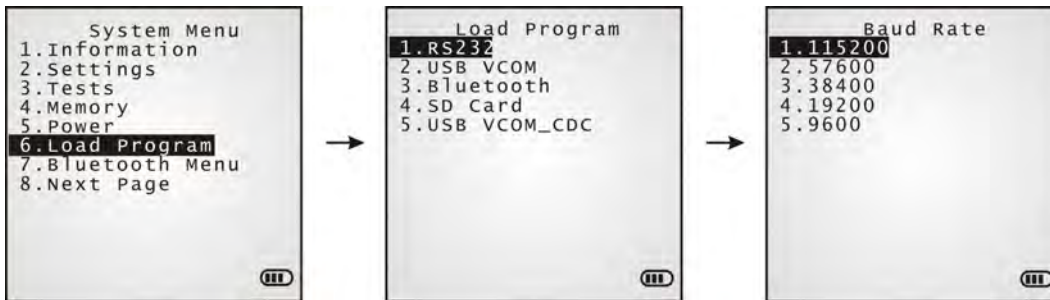 System Menu
1.Information
2.Settings
3.Tests
4.Memory
5.Power
6.Load Program
7.Bluetooth Menu
8.Next Page
Load Program
1.RS232
2.USB VCOM
3.Bluetooth
4.SD Card
5.USB VCOM_CDC
Baud Rate
1.115200
2.57600
3.38400
4.19200
5.9600